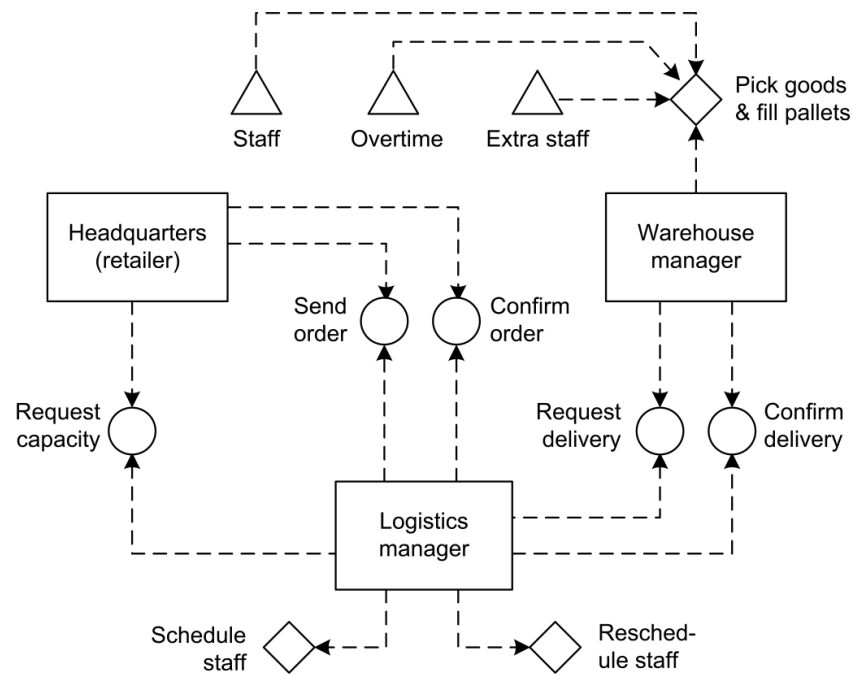 Pick goods
& fill pallets
Staff
Overtime
Extra staff
Headquarters
(retailer)
Warehouse
manager
Send
order
Confirm
order
Request
capacity
Request
delivery
Confirm
delivery
Logistics
manager
Schedule
staff
Resched-
ule staff